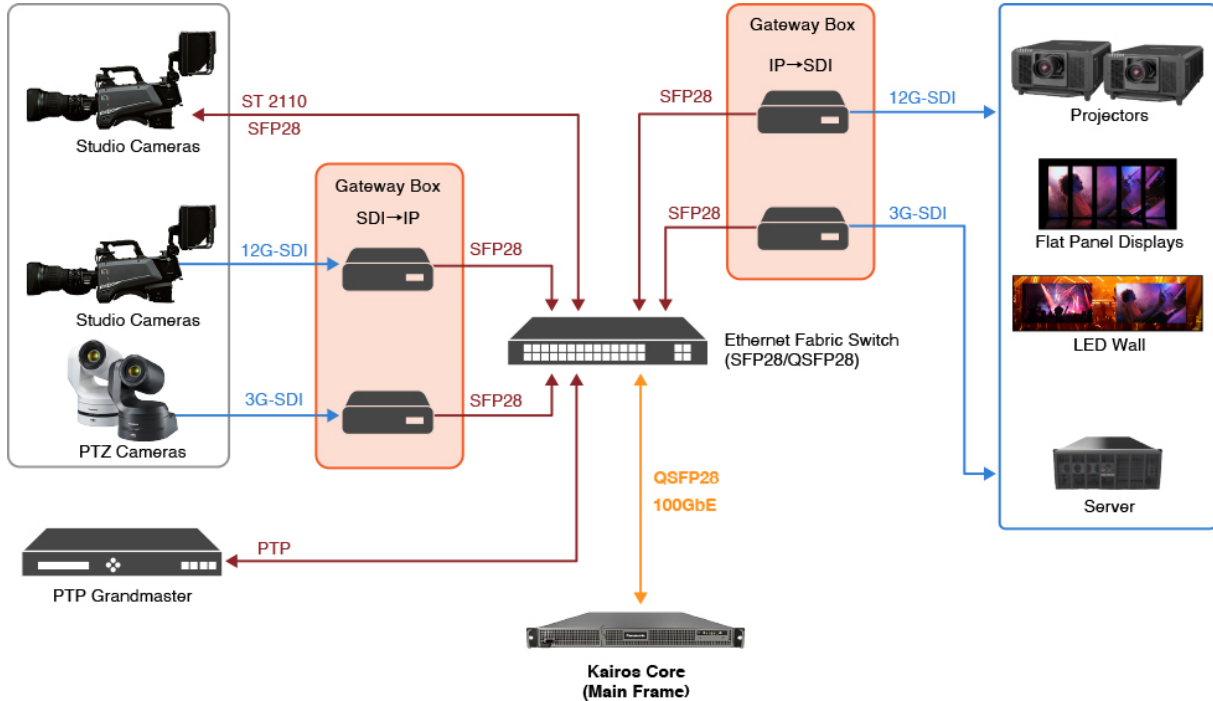 Gateway Box
IP→SDI
SFP28
12G-SDI
Projectors
ST 2110
SFP28
Studio Cameras
Gateway Box
SDI→IP
SFP28
3G-SDI
Flat Panel Displays
12G-SDI
SFP28
Studio Cameras
Ethernet Fabric Switch
(SFP28/QSFP28)
LED Wall
3G-SDI
SFP28
PTZ Cameras
QSFP28
100GbE
Server
PTP
PTP Grandmaster
Panasonic
Kairos Core
(Main Frame)